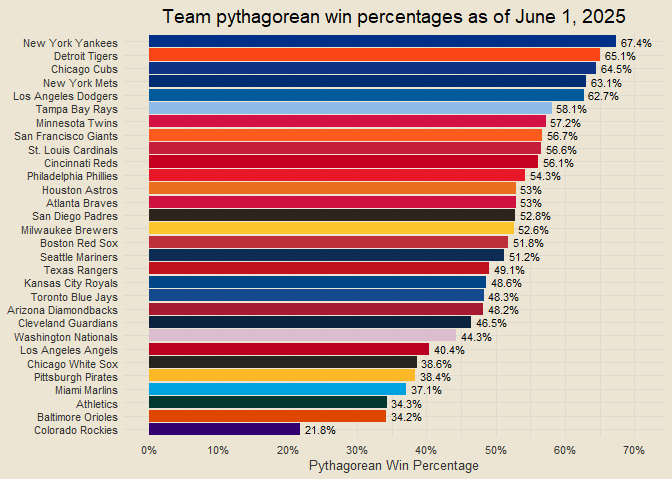 Team pythagorean win percentages as of June 1, 2025
New York Yankees 67.4%
Detroit Tigers 65.1%
Chicago Cubs 64.5%
New York Mets 63.1%
Los Angeles Dodgers 62.7%
Tampa Bay Rays 58.1%
Minnesota Twins 57.2%
San Francisco Giants 56.7%
St. Louis Cardinals 56.6%
Cincinnati Reds 56.1%
Philadelphia Phillies 54.3%
Houston Astros 53%
Atlanta Braves 53%
San Diego Padres 52.8%
Milwaukee Brewers 52.6%
Boston Red Sox 51.8%
Seattle Mariners 51.2%
Texas Rangers 49.1%
Kansas City Royals 48.6%
Toronto Blue Jays 48.3%
Arizona Diamondbacks 48.2%
Cleveland Guardians 46.5%
Washington Nationals 44.3%
Los Angeles Angels 40.4%
Chicago White Sox 38.6%
Pittsburgh Pirates 38.4%
Miami Marlins 37.1%
Athletics 34.3%
Baltimore Orioles 34.2%
Colorado Rockies 21.8%
0% 10% 20% 30% 40% 50% 60% 70%
Pythagorean Win Percentage